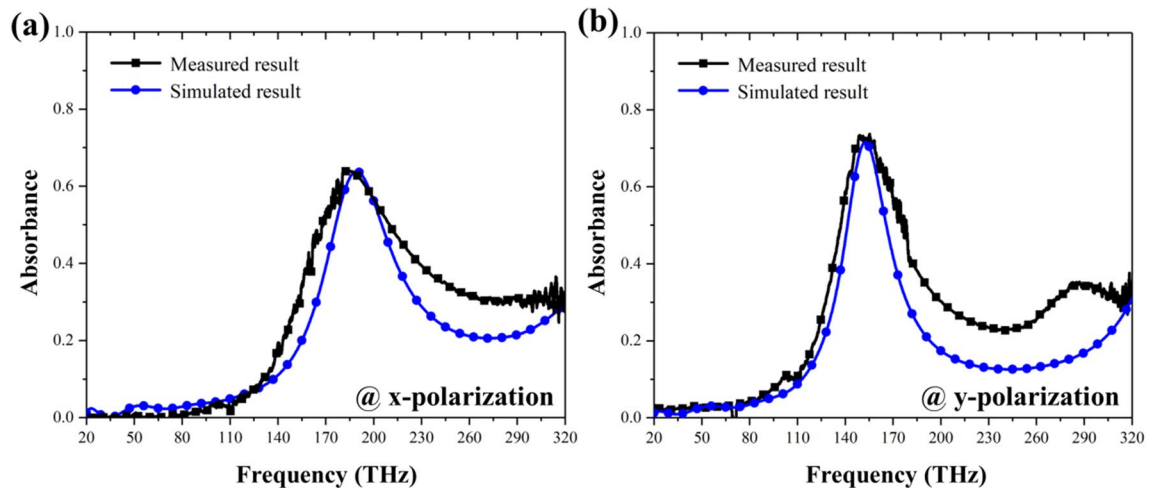 (a)
1.0
0.8
0.6
0.4
0.2
0.0
Absorbance
Measured result
Simulated result
@ x-polarization
20 50 80 110 140 170 200 230 260 290 320
Frequency (THz)
(b)
1.0
0.8
0.6
0.4
0.2
0.0
Absorbance
Measured result
Simulated result
@ y-polarization
20 50 80 110 140 170 200 230 260 290 320
Frequency (THz)